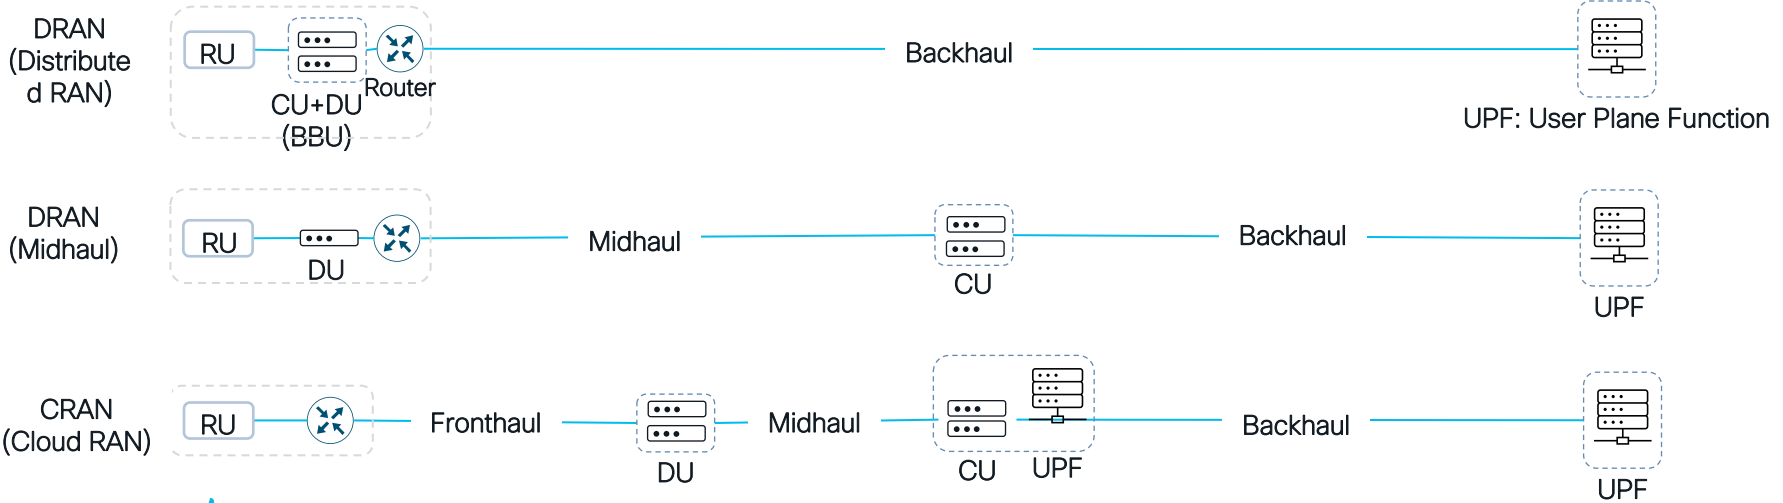 DRAN
(Distribute
d RAN)
RU
CU+DU
(BBU)
Router
Backhaul
UPF: User Plane Function
DRAN
(Midhaul)
RU
DU
Midhaul
CU
Backhaul
UPF
CRAN
(Cloud RAN)
RU
Fronthaul
DU
Midhaul
CU
UPF
Backhaul
UPF